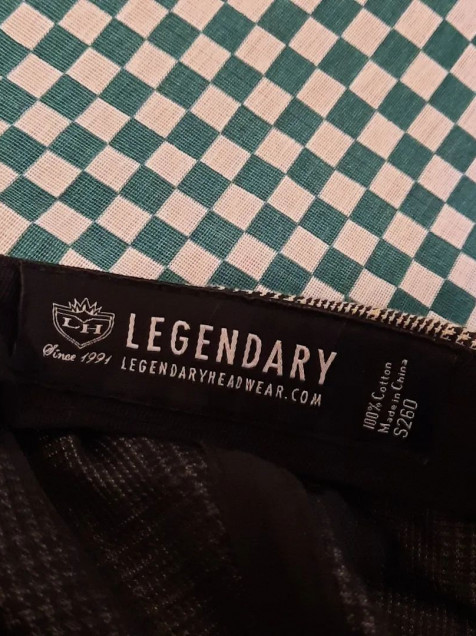 LH
Since 1991
LEGENDARY
LEGENDARYHEADWEAR.COM
100% Cotton
Made in China
S260